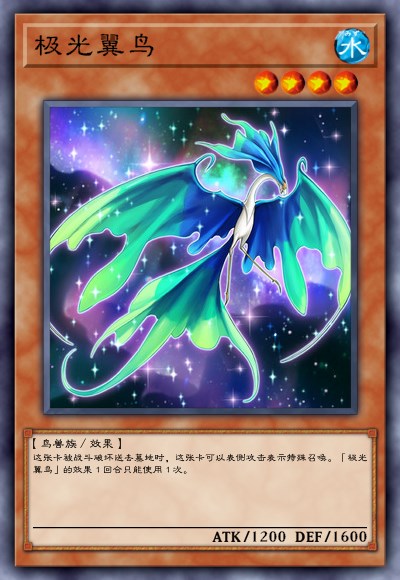 极光翼鸟
水
【鸟兽族／效果】
这张卡被战斗破坏送去墓地时，这张卡可以表侧攻击表示特殊召唤。「极光
翼鸟」的效果1回合只能使用1次。
ATK/1200 DEF/1600